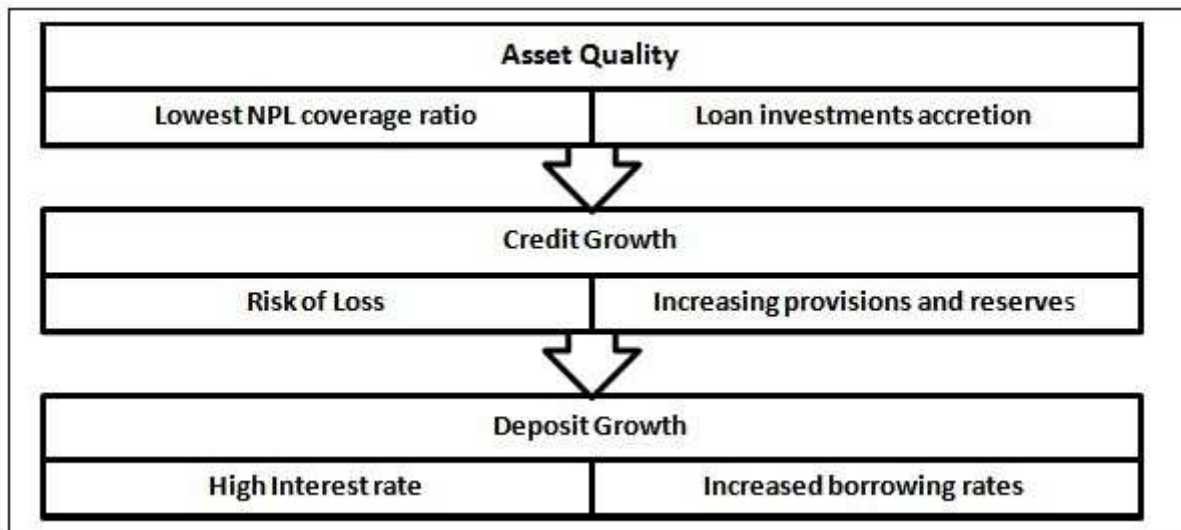 Asset Quality
Lowest NPL coverage ratio
Loan investments accretion
Credit Growth
Risk of Loss
Increasing provisions and reserves
Deposit Growth
High Interest rate
Increased borrowing rates